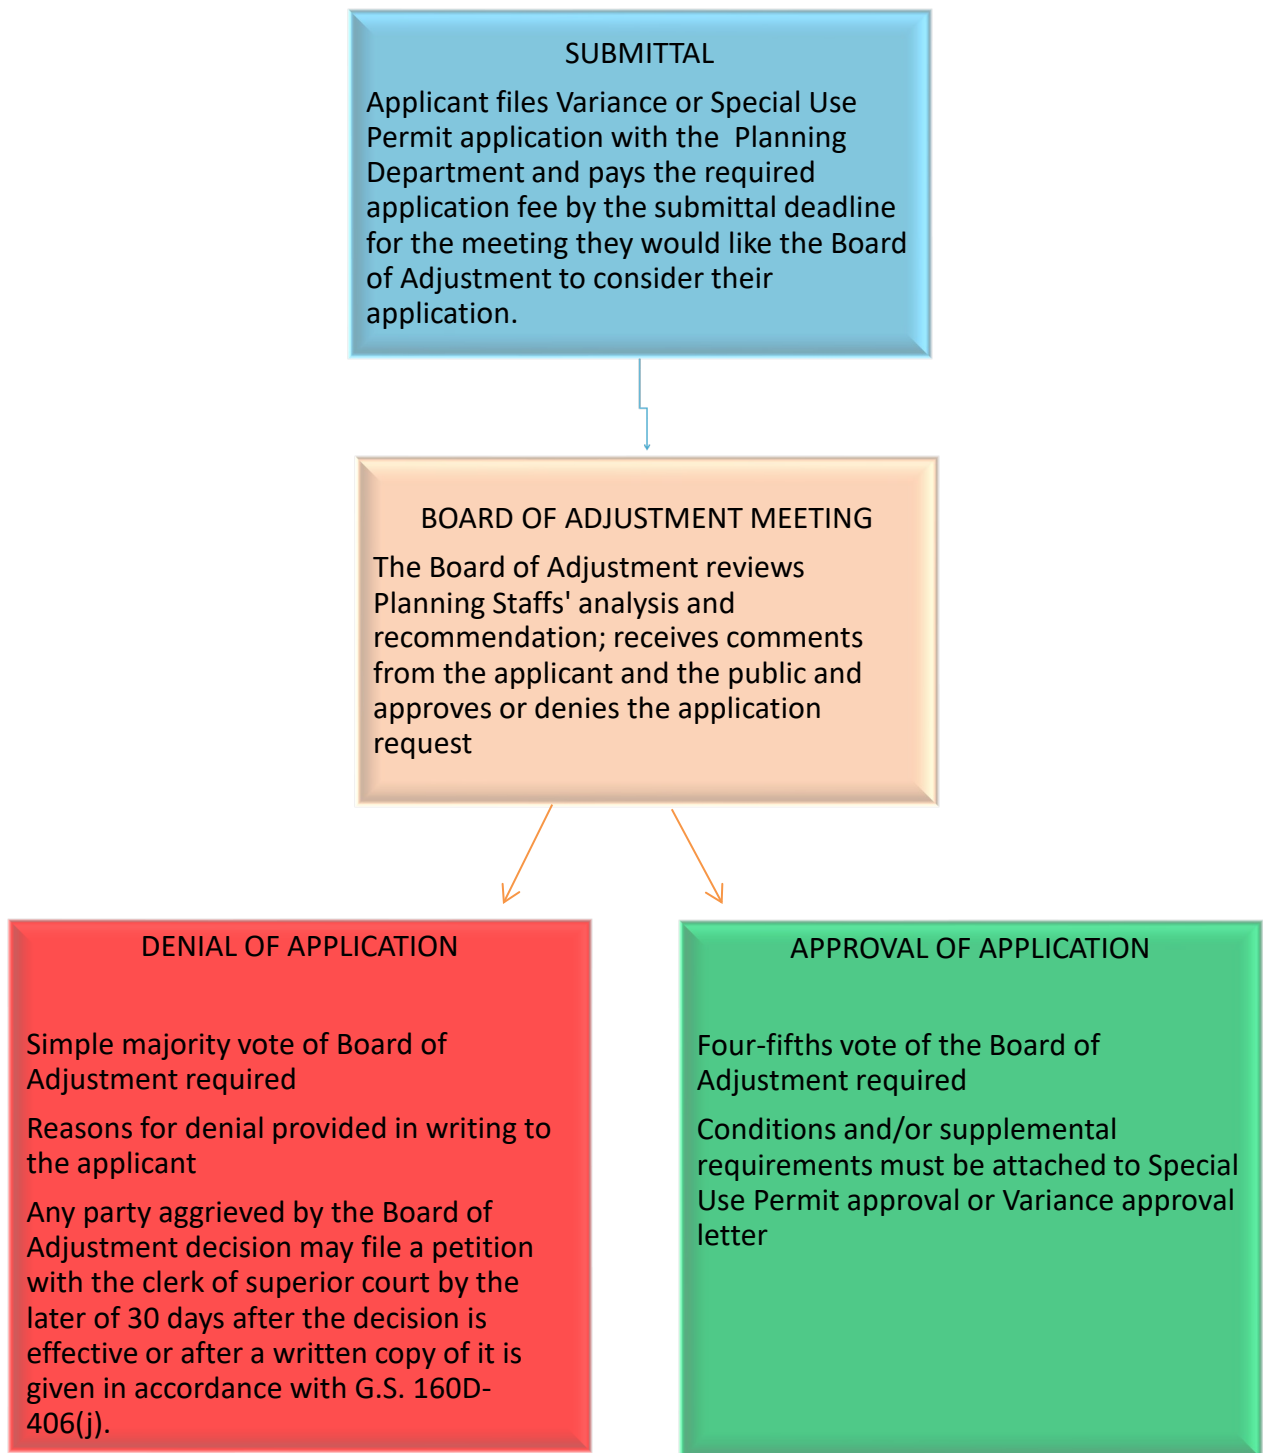 SUBMITTAL
Applicant files Variance or Special Use
Permit application with the  Planning
Department and pays the required
application fee by the submittal deadline
for the meeting they would like the Board
of Adjustment to consider their
application.
BOARD OF ADJUSTMENT MEETING
The Board of Adjustment reviews
Planning Staffs' analysis and
recommendation; receives comments
from the applicant and the public and
approves or denies the application
request
DENIAL OF APPLICATION
Simple majority vote of Board of
Adjustment required
Reasons for denial provided in writing to
the applicant
Any party aggrieved by the Board of
Adjustment decision may file a petition
with the clerk of superior court by the
later of 30 days after the decision is
effective or after a written copy of it is
given in accordance with G.S. 160D-
406(j).
APPROVAL OF APPLICATION
Four-fifths vote of the Board of
Adjustment required
Conditions and/or supplemental
requirements must be attached to Special
Use Permit approval or Variance approval
letter